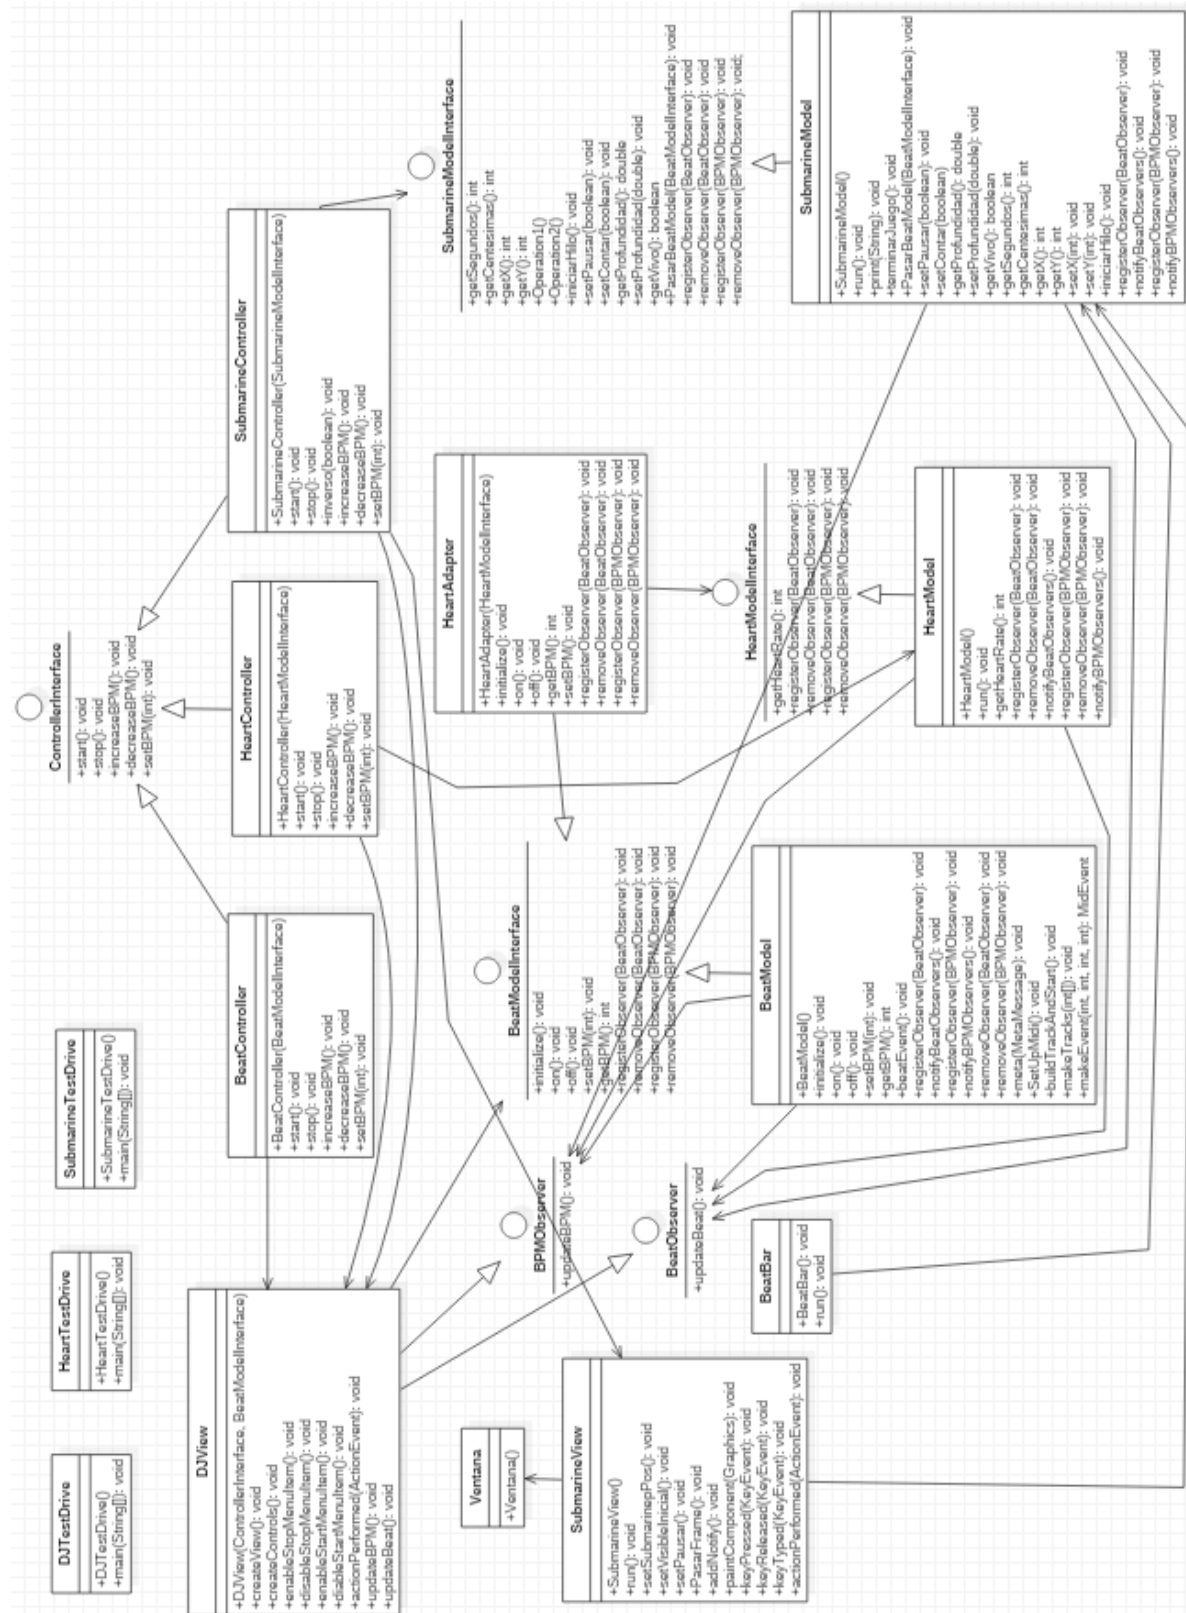 DJTestDrive
+DJTestDrive()
+main(String[]): void
HeartTestDrive
+HeartTestDrive()
+main(String[]): void
SubmarineTestDrive
+SubmarineTestDrive()
+main(String[]): void
ControllerInterface
+start(): void
+stop(): void
+increaseBPM(): void
+decreaseBPM(): void
+setBPM(int): void
DJView
+DJView(ControllerInterface, BeatModelInterface)
+createView(): void
+createControls(): void
+enableStopMenuItem(): void
+disableStopMenuItem(): void
+enableStartMenuItem(): void
+diableStartMenuItem(): void
+actionPerformed(ActionEvent): void
+updateBPM(): void
+updateBeat(): void
BeatController
+BeatController(BeatModelInterface)
+start(): void
+stop(): void
+increaseBPM(): void
+decreaseBPM(): void
+setBPM(int): void
HeartController
+HeartController(HeartModelInterface)
+start(): void
+stop(): void
+increaseBPM(): void
+decreaseBPM(): void
+setBPM(int): void
SubmarineController
+SubmarineController(SubmarineModelInterface)
+start(): void
+stop(): void
+inverso(boolean): void
+increaseBPM(): void
+decreaseBPM(): void
+setBPM(int): void
Ventana
+Ventana()
BPMObserver
+updateBPM(): void
BeatModelInterface
+initialize(): void
+on(): void
+off(): void
+setBPM(int): void
+getBPM(): int
+registerObserver(BeatObserver): void
+removeObserver(BeatObserver): void
+registerObserver(BPMObserver): void
+removeObserver(BPMObserver): void
HeartAdapter
+HeartAdapter(HeartModelInterface)
+initialize(): void
+on(): void
+off(): void
+getBPM(): int
+setBPM(): void
+registerObserver(BeatObserver): void
+removeObserver(BeatObserver): void
+registerObserver(BPMObserver): void
+removeObserver(BPMObserver): void
SubmarineModelInterface
+getSegundos(): int
+getCentesimas(): int
+getX(): int
+getY(): int
+Operation1()
+Operation2()
+iniciarHilo(): void
+setPausar(boolean): void
+setContar(boolean): void
+getProfundidad(): double
+setProfundidad(double): void
+getVivo(): boolean
+PasarBeatModel(BeatModelInterface): void
+registerObserver(BeatObserver): void
+removeObserver(BeatObserver): void
+registerObserver(BPMObserver): void
+removeObserver(BPMObserver): void;
SubmarineView
+SubmarineView()
+run(): void
+setSubmarinepPos(): void
+setVisibleInicial(): void
+setPausar(): void
+PasarFrame(): void
+addNotify(): void
+paintComponent(Graphics): void
+keyPressed(KeyEvent): void
+keyReleased(KeyEvent): void
+keyTyped(KeyEvent): void
+actionPerformed(ActionEvent): void
BeatObserver
+updateBeat(): void
BeatBar
+BeatBar(): void
+run(): void
BeatModel
+BeatModel()
+initialize(): void
+on(): void
+off(): void
+setBPM(int): void
+getBPM(): int
+beatEvent(): void
+registerObserver(BeatObserver): void
+notifyBeatObservers(): void
+registerObserver(BPMObserver): void
+notifyBPMObservers(): void
+removeObserver(BeatObserver): void
+removeObserver(BPMObserver): void
+meta(MetaMessage): void
+SetUpMidi(): void
+buildTrackAndStart(): void
+makeTracks(int[]): void
+makeEvent(int, int, int, int): MidEvent
HeartModelInterface
+getHeartRate(): int
+registerObserver(BeatObserver): void
+removeObserver(BeatObserver): void
+registerObserver(BPMObserver): void
+removeObserver(BPMObserver): void
HeartModel
+HeartModel()
+run(): void
+getHeartRate(): int
+registerObserver(BeatObserver): void
+removeObserver(BeatObserver): void
+notifyBeatObservers(): void
+registerObserver(BPMObserver): void
+removeObserver(BPMObserver): void
+notifyBPMObservers(): void
SubmarineModel
+SubmarineModel()
+run(): void
+print(String): void
+terminarJuego(): void
+PasarBeatModel(BeatModelInterface): void
+setPausar(boolean): void
+setContar(boolean)
+getProfundidad(): double
+setProfundidad(double): void
+getVivo(): boolean
+getSegundos(): int
+getCentesimas(): int
+getX(): int
+getY(): int
+setX(int): void
+setY(int): void
+iniciarHilo(): void
+registerObserver(BeatObserver): void
+notifyBeatObservers(): void
+registerObserver(BPMObserver): void
+notifyBPMObservers(): void